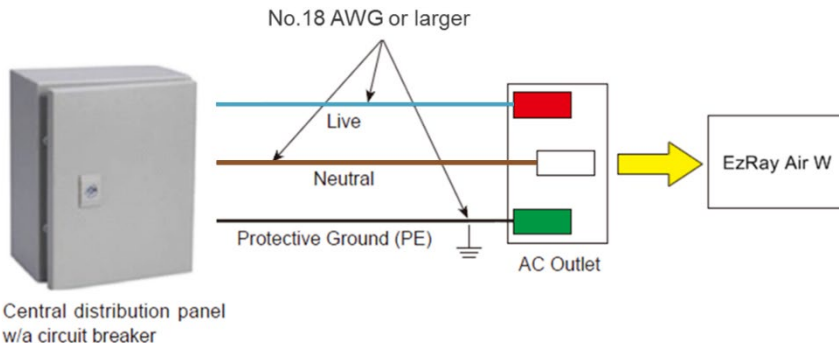 No.18 AWG or larger
Live
Neutral
Protective Ground (PE)
AC Outlet
EzRay Air W
Central distribution panel
w/a circuit breaker